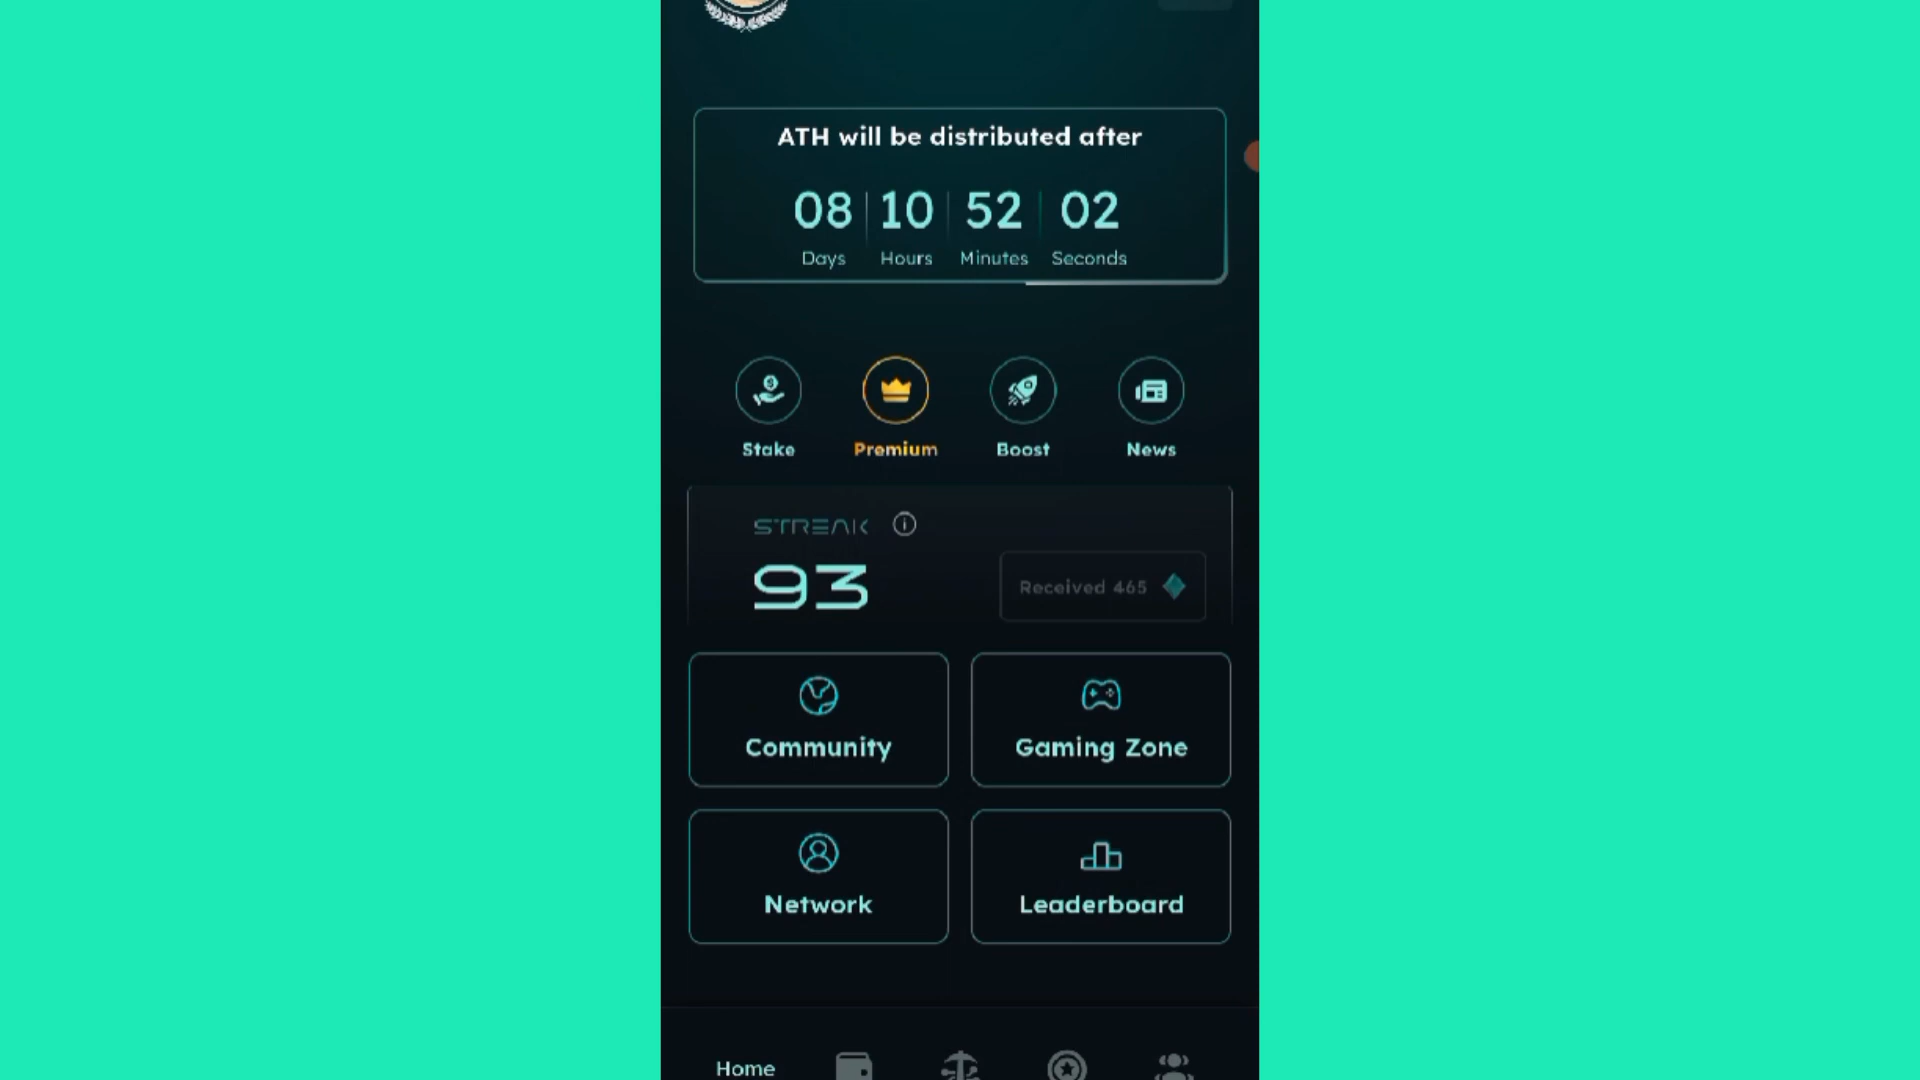 ATH will be distributed after
08 10 52 02
Days Hours Minutes Seconds
Stake Premium Boost News
STREAK
93
Received 465
Community Gaming Zone
Network Leaderboard
Home